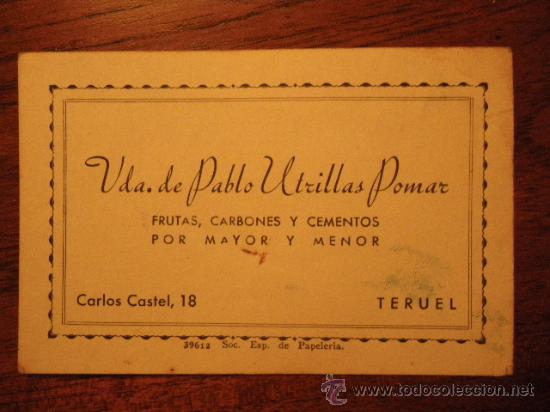 Vda. de Pablo Utrillas Pomar
FRUTAS, CARBONES Y CEMENTOS
POR MAYOR Y MENOR
Carlos Castel, 18 TERUEL
39612 Soc. Esp. de Papelería.
todocoleccion
www.todocoleccion.net